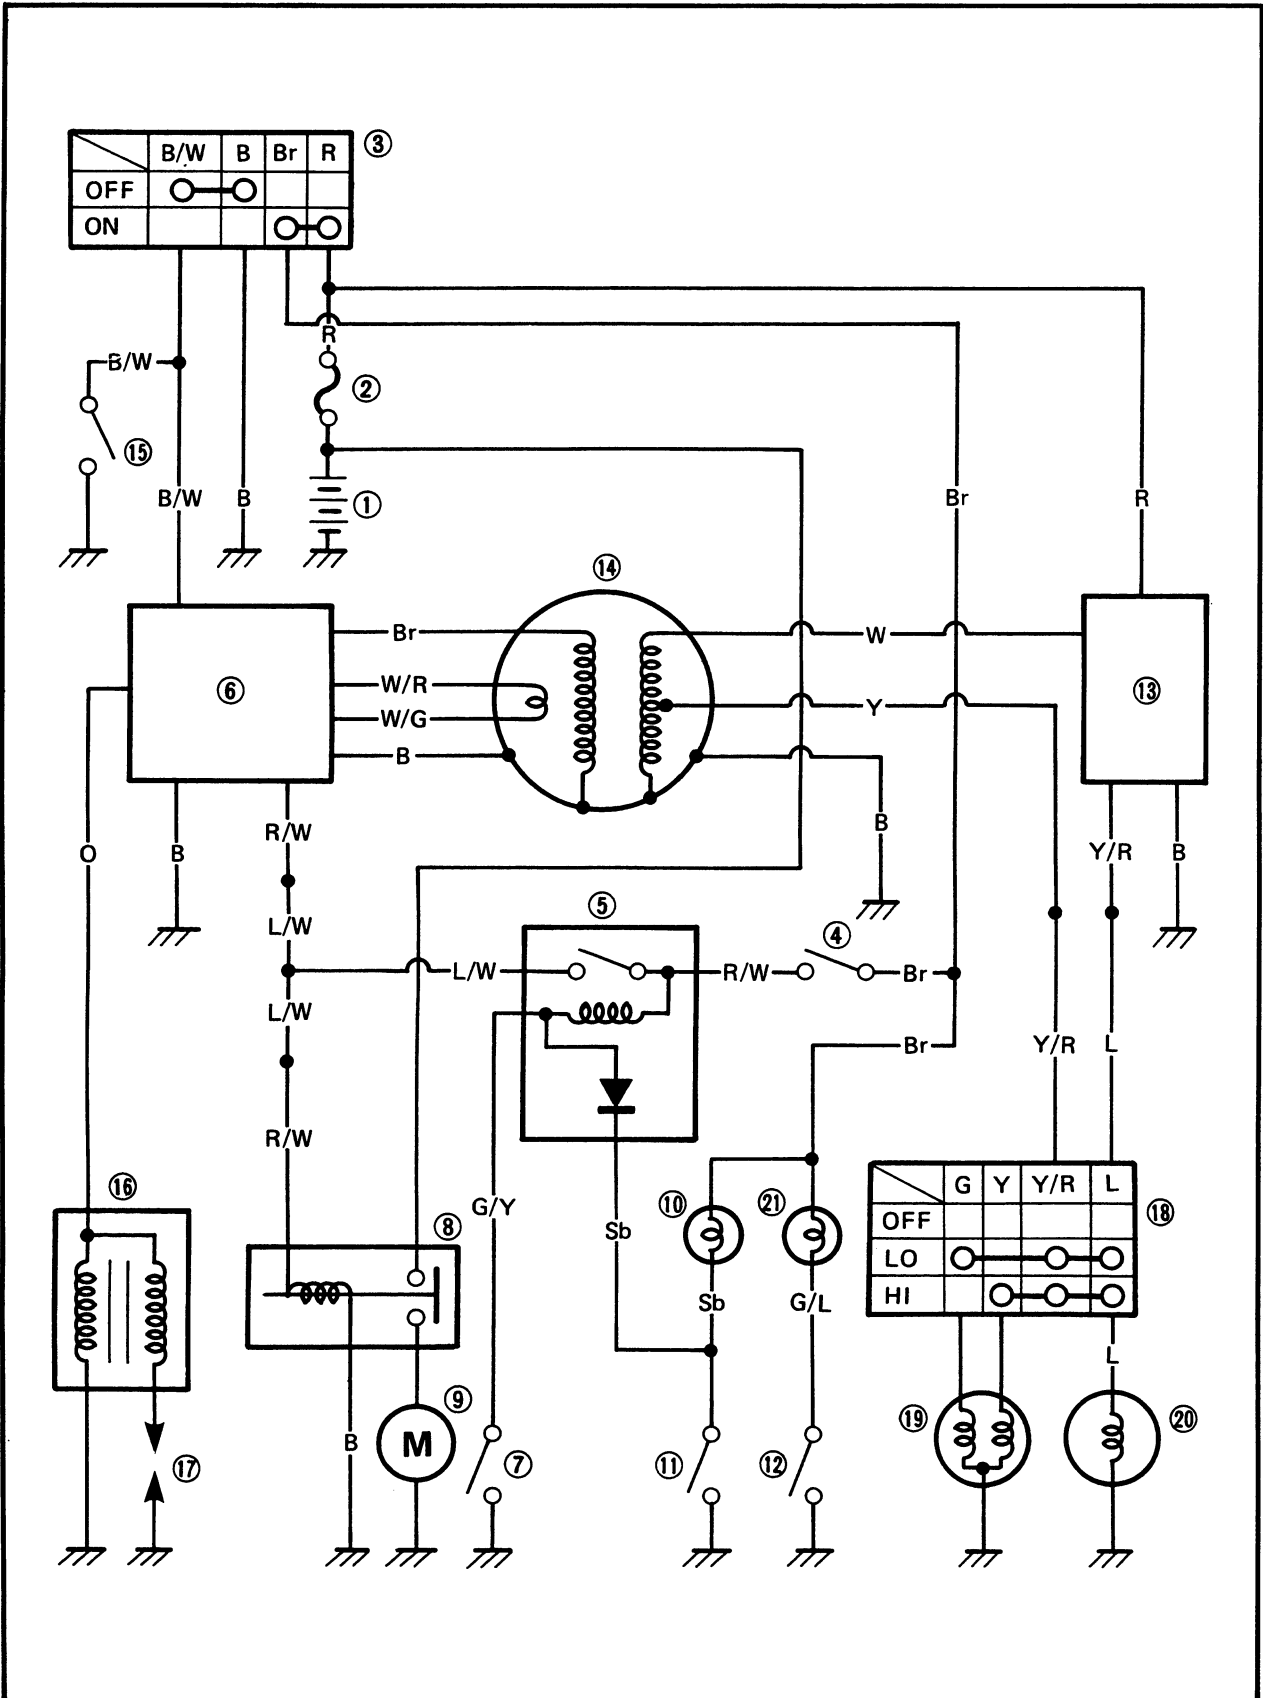 B/W B Br R ③
OFF
ON
R
B/W
②
⑮
B/W B ① Br R
⑭
Br W
W/R
⑥ ⑬
W/G Y
B
R/W B
O B Y/R B
⑤
L/W ④
L/W R/W Br
L/W
Br Y/R L
R/W
⑯ G Y Y/R L
G/Y ⑩ ㉑ ⑱
OFF
⑧ Sb
LO
Sb G/L HI
L
⑨ ⑲ ⑳
B M
⑰ ⑦ ⑪ ⑫